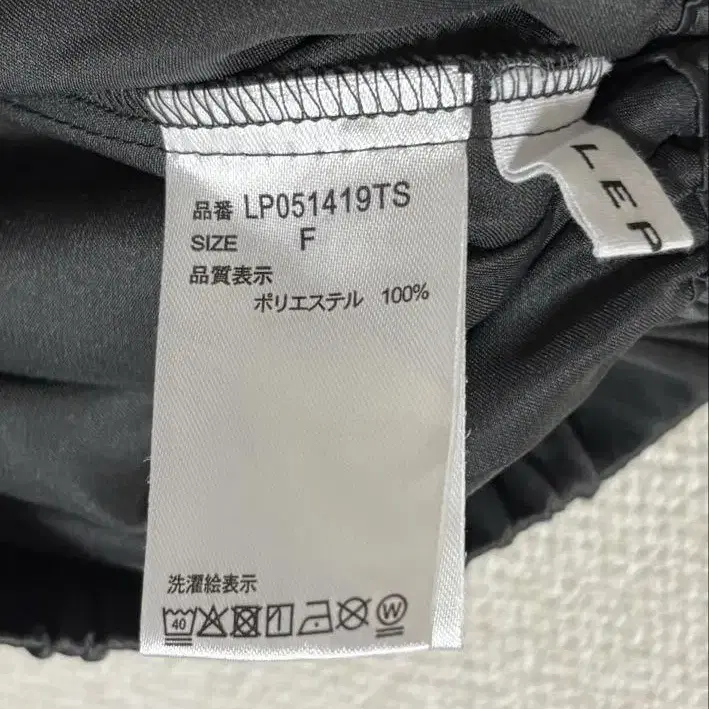 品番 LP051419TS
SIZE F
品質表示
ポリエステル 100%
洗濯絵表示
40 W
LEP